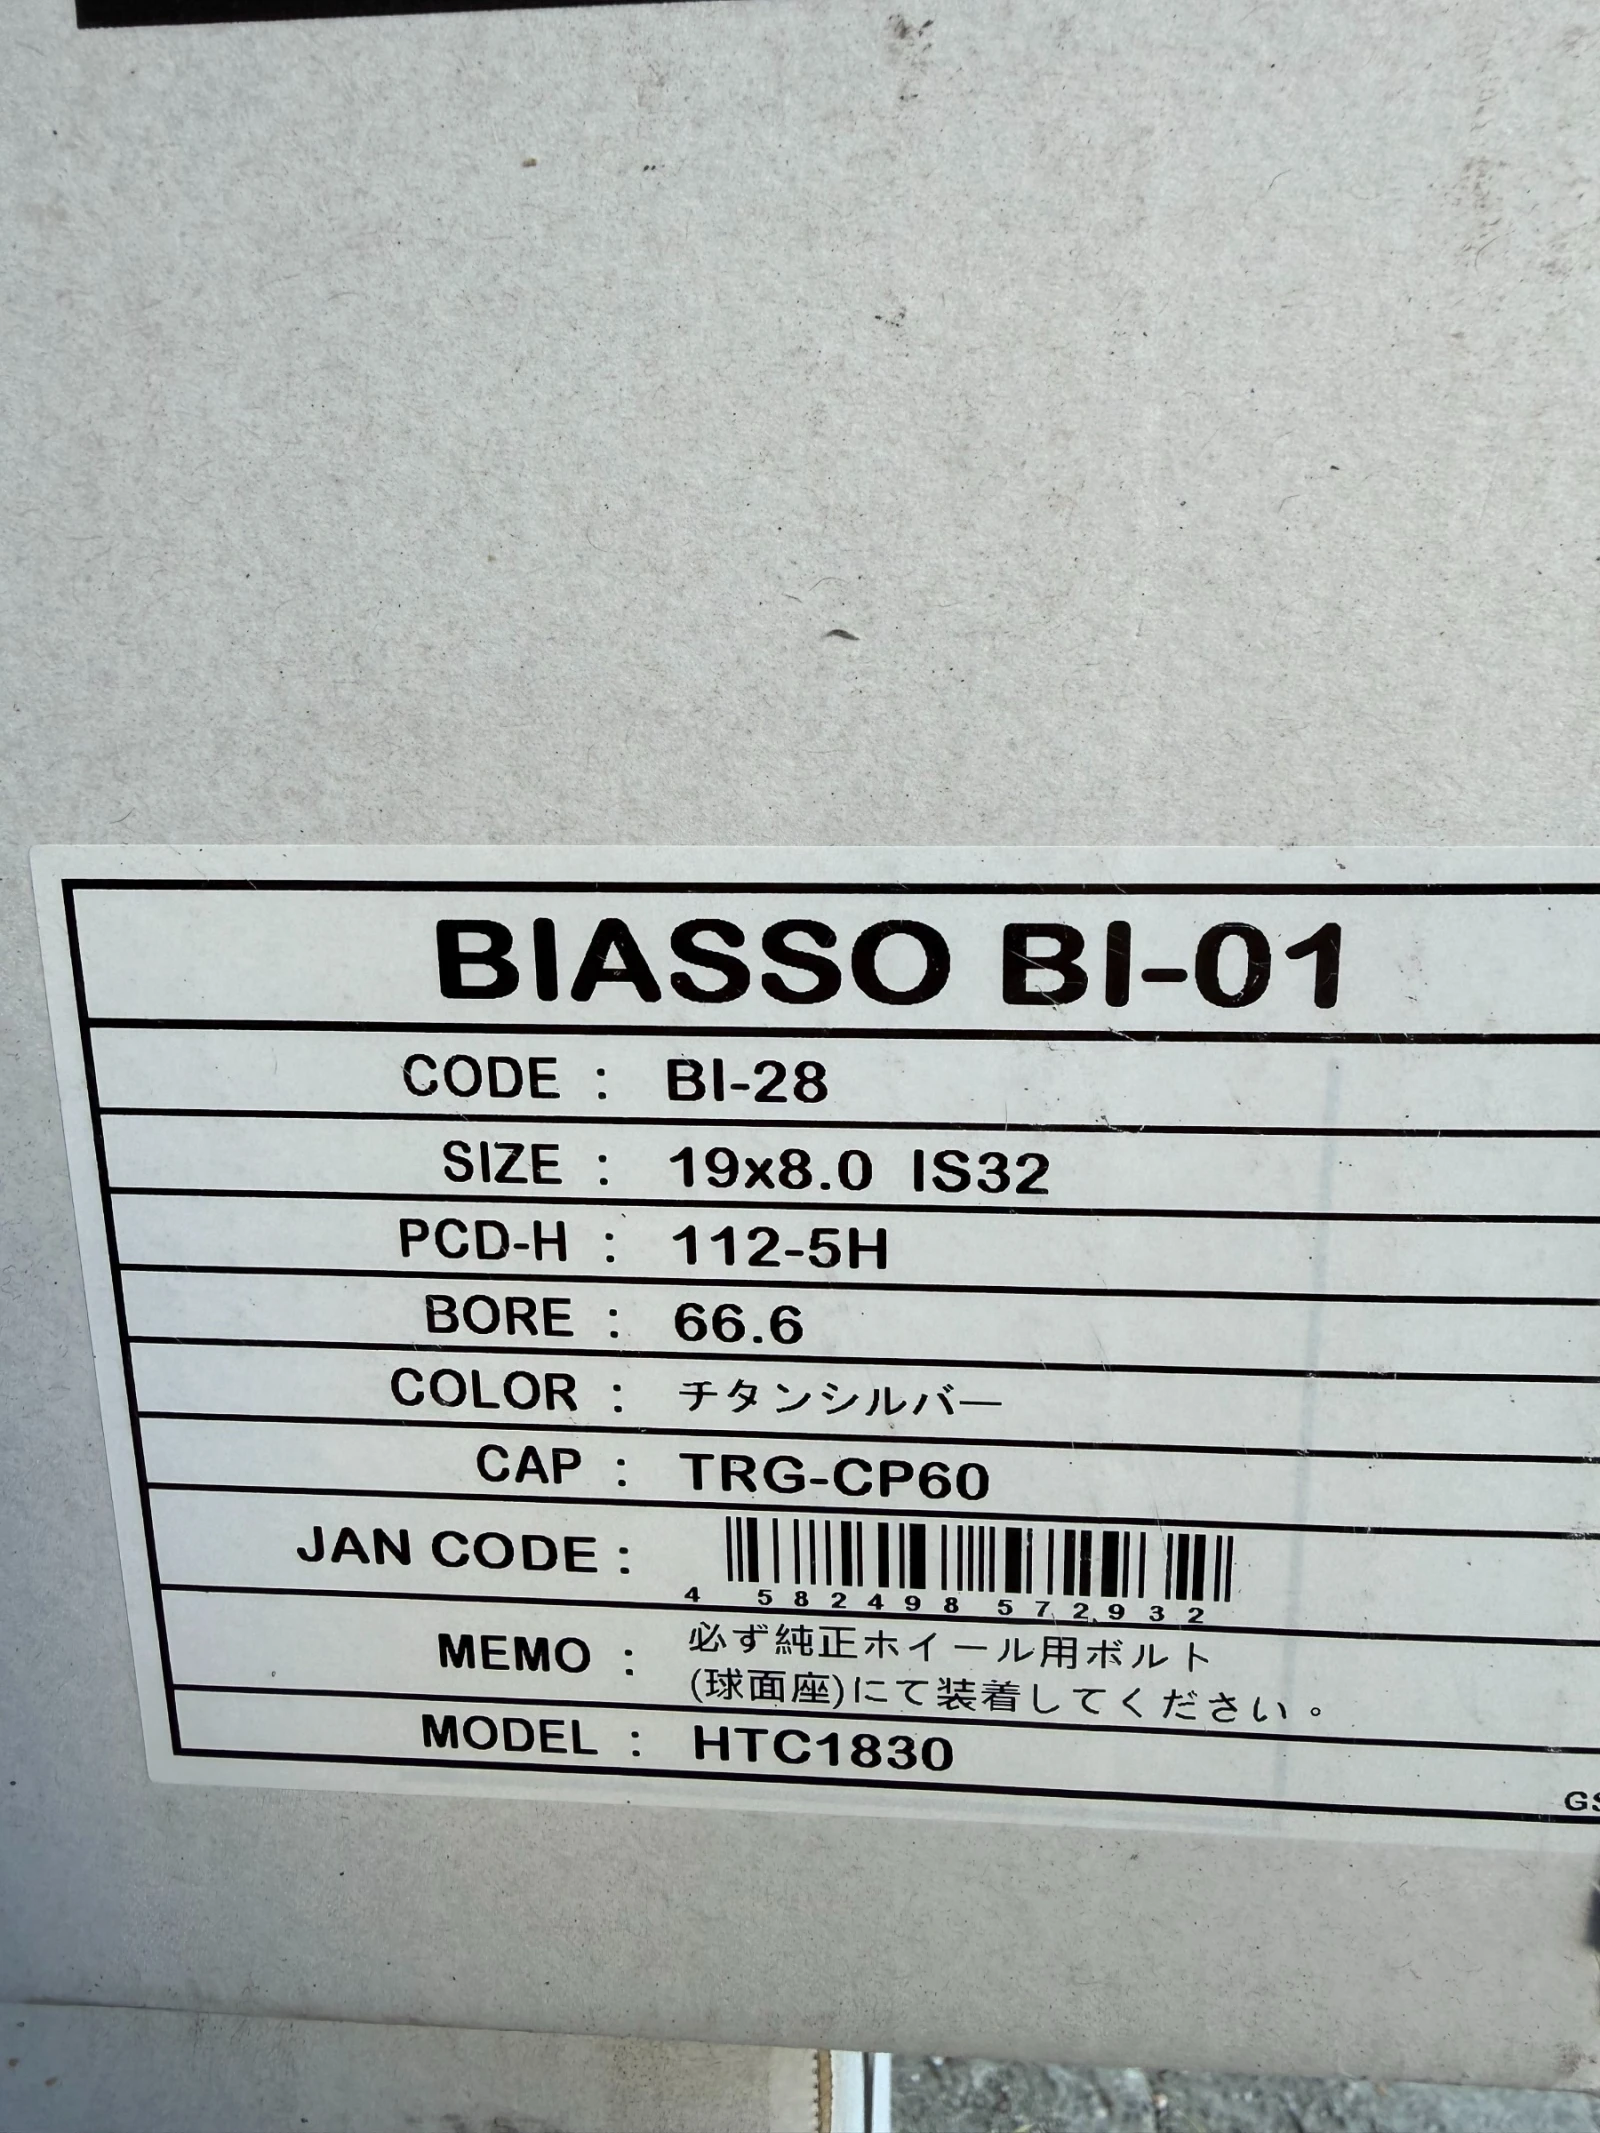 BIASSO BI-01
CODE : BI-28
SIZE : 19x8.0 IS32
PCD-H : 112-5H
BORE : 66.6
COLOR : チタンシルバー
CAP : TRG-CP60
JAN CODE :
4 582498 572932
MEMO : 必ず純正ホイール用ボルト
(球面座)にて装着してください。
MODEL : HTC1830